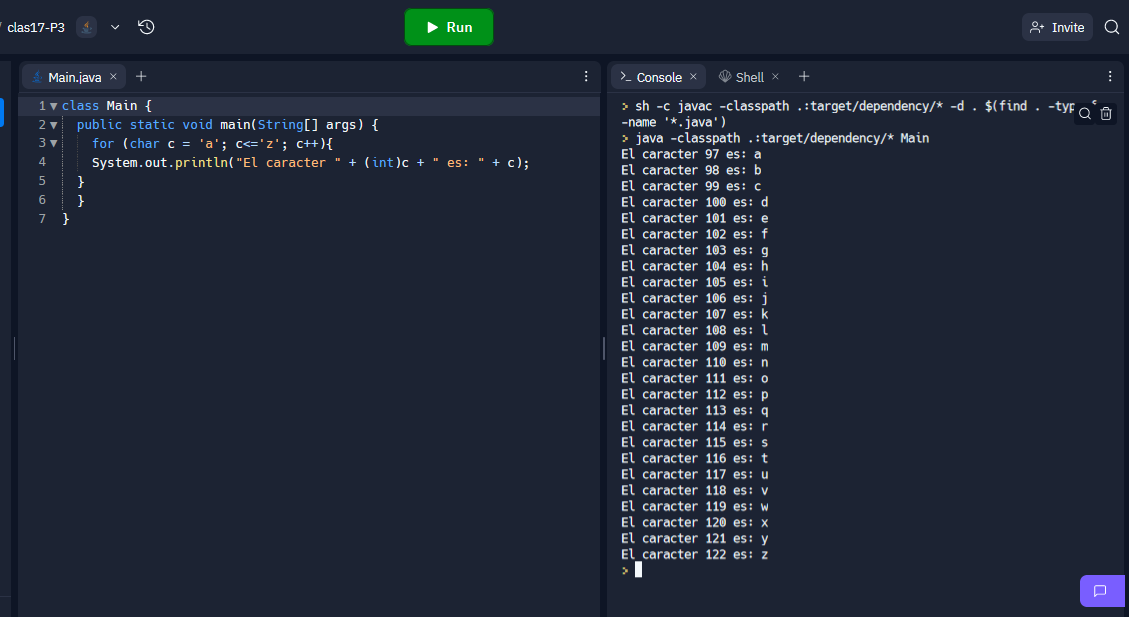 clas17-P3
Run
Invite
Main.java
1 class Main {
2 public static void main(String[] args) {
3 for (char c = 'a'; c<='z'; c++){
4 System.out.println("El caracter " + (int)c + " es: " + c);
5 }
6 }
7 }
Console
Shell
> sh -c javac -classpath .:target/dependency/* -d . $(find .
-name '*.java')
> java -classpath .:target/dependency/* Main
El caracter 97 es: a
El caracter 98 es: b
El caracter 99 es: c
El caracter 100 es: d
El caracter 101 es: e
El caracter 102 es: f
El caracter 103 es: g
El caracter 104 es: h
El caracter 105 es: i
El caracter 106 es: j
El caracter 107 es: k
El caracter 108 es: l
El caracter 109 es: m
El caracter 110 es: n
El caracter 111 es: o
El caracter 112 es: p
El caracter 113 es: q
El caracter 114 es: r
El caracter 115 es: s
El caracter 116 es: t
El caracter 117 es: u
El caracter 118 es: v
El caracter 119 es: w
El caracter 120 es: x
El caracter 121 es: y
El caracter 122 es: z
>